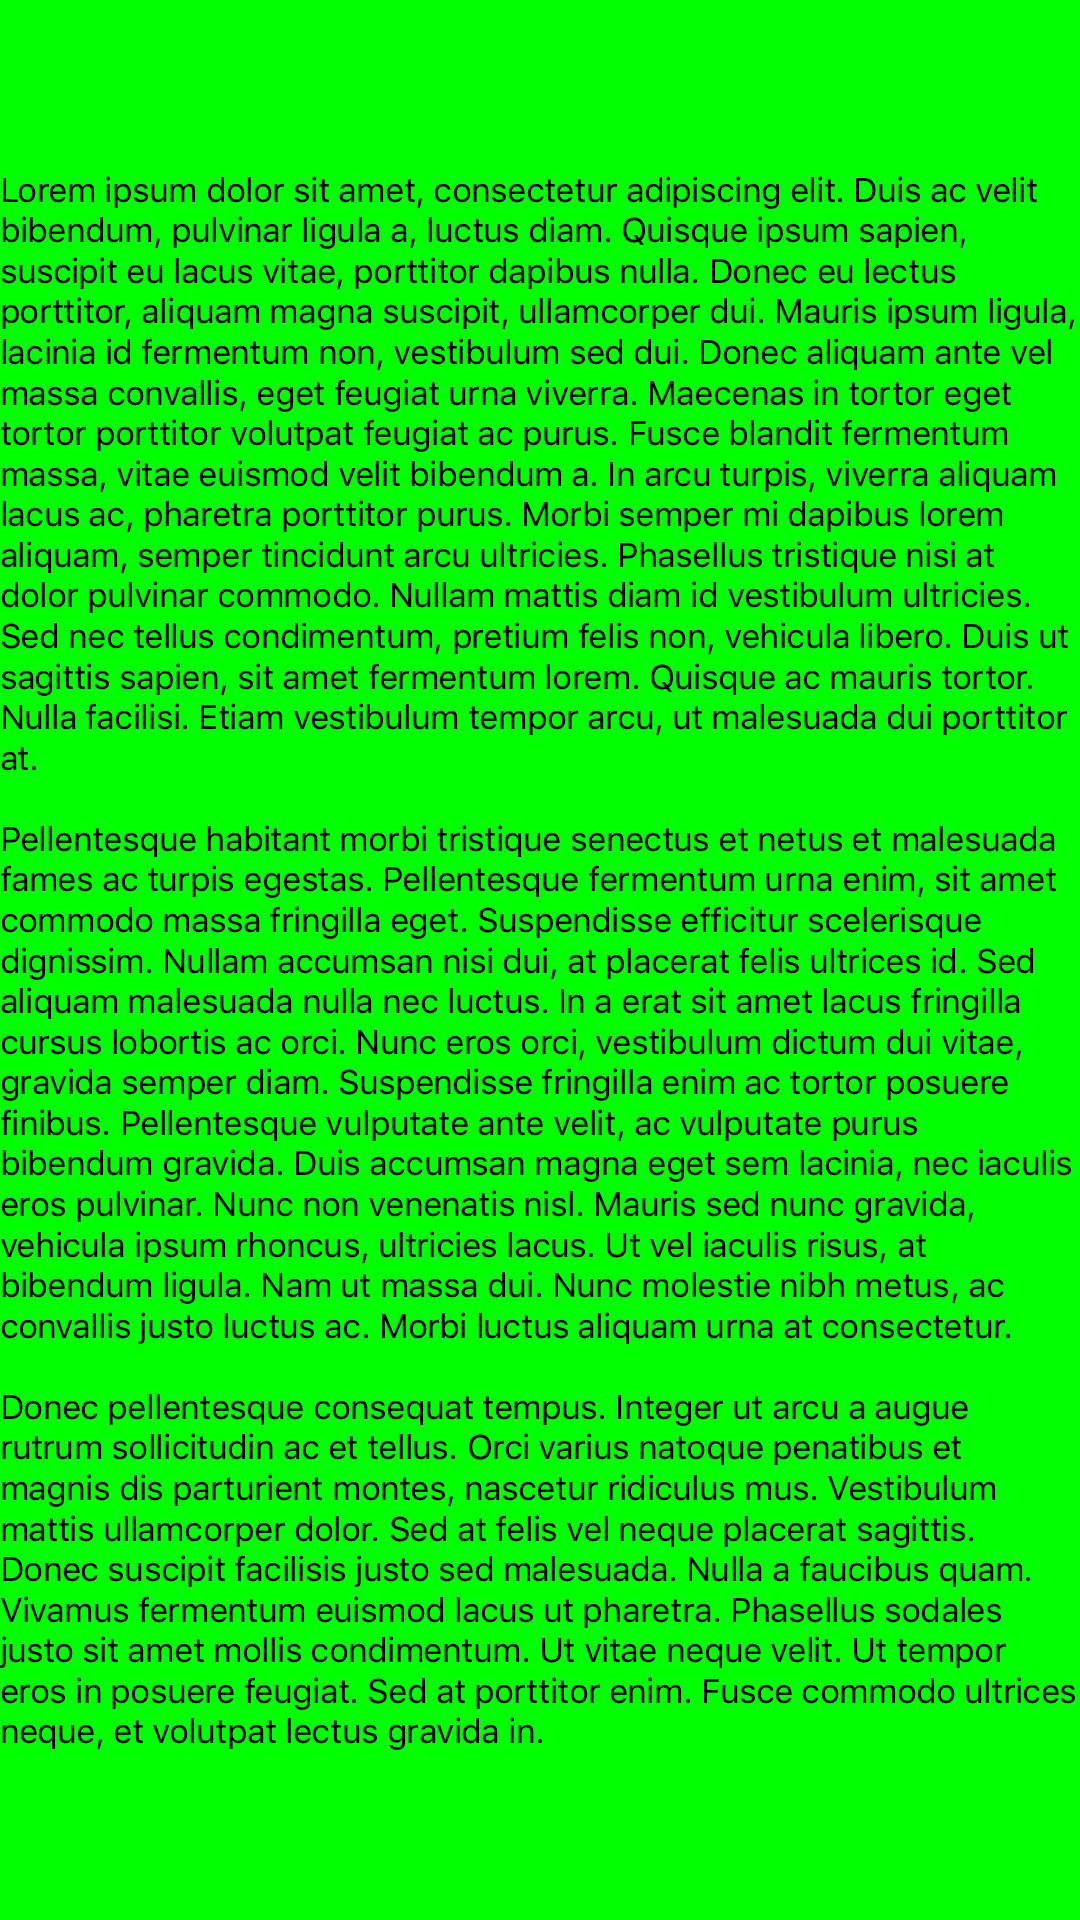 Lorem ipsum dolor sit amet, consectetur adipiscing elit. Duis ac velit
bibendum, pulvinar ligula a, luctus diam. Quisque ipsum sapien,
suscipit eu lacus vitae, porttitor dapibus nulla. Donec eu lectus
porttitor, aliquam magna suscipit, ullamcorper dui. Mauris ipsum ligula,
lacinia id fermentum non, vestibulum sed dui. Donec aliquam ante vel
massa convallis, eget feugiat urna viverra. Maecenas in tortor eget
tortor porttitor volutpat feugiat ac purus. Fusce blandit fermentum
massa, vitae euismod velit bibendum a. In arcu turpis, viverra aliquam
lacus ac, pharetra porttitor purus. Morbi semper mi dapibus lorem
aliquam, semper tincidunt arcu ultricies. Phasellus tristique nisi at
dolor pulvinar commodo. Nullam mattis diam id vestibulum ultricies.
Sed nec tellus condimentum, pretium felis non, vehicula libero. Duis ut
sagittis sapien, sit amet fermentum lorem. Quisque ac mauris tortor.
Nulla facilisi. Etiam vestibulum tempor arcu, ut malesuada dui porttitor
at.

Pellentesque habitant morbi tristique senectus et netus et malesuada
fames ac turpis egestas. Pellentesque fermentum urna enim, sit amet
commodo massa fringilla eget. Suspendisse efficitur scelerisque
dignissim. Nullam accumsan nisi dui, at placerat felis ultrices id. Sed
aliquam malesuada nulla nec luctus. In a erat sit amet lacus fringilla
cursus lobortis ac orci. Nunc eros orci, vestibulum dictum dui vitae,
gravida semper diam. Suspendisse fringilla enim ac tortor posuere
finibus. Pellentesque vulputate ante velit, ac vulputate purus
bibendum gravida. Duis accumsan magna eget sem lacinia, nec iaculis
eros pulvinar. Nunc non venenatis nisl. Mauris sed nunc gravida,
vehicula ipsum rhoncus, ultricies lacus. Ut vel iaculis risus, at
bibendum ligula. Nam ut massa dui. Nunc molestie nibh metus, ac
convallis justo luctus ac. Morbi luctus aliquam urna at consectetur.

Donec pellentesque consequat tempus. Integer ut arcu a augue
rutrum sollicitudin ac et tellus. Orci varius natoque penatibus et
magnis dis parturient montes, nascetur ridiculus mus. Vestibulum
mattis ullamcorper dolor. Sed at felis vel neque placerat sagittis.
Donec suscipit facilisis justo sed malesuada. Nulla a faucibus quam.
Vivamus fermentum euismod lacus ut pharetra. Phasellus sodales
justo sit amet mollis condimentum. Ut vitae neque velit. Ut tempor
eros in posuere feugiat. Sed at porttitor enim. Fusce commodo ultrices
neque, et volutpat lectus gravida in.